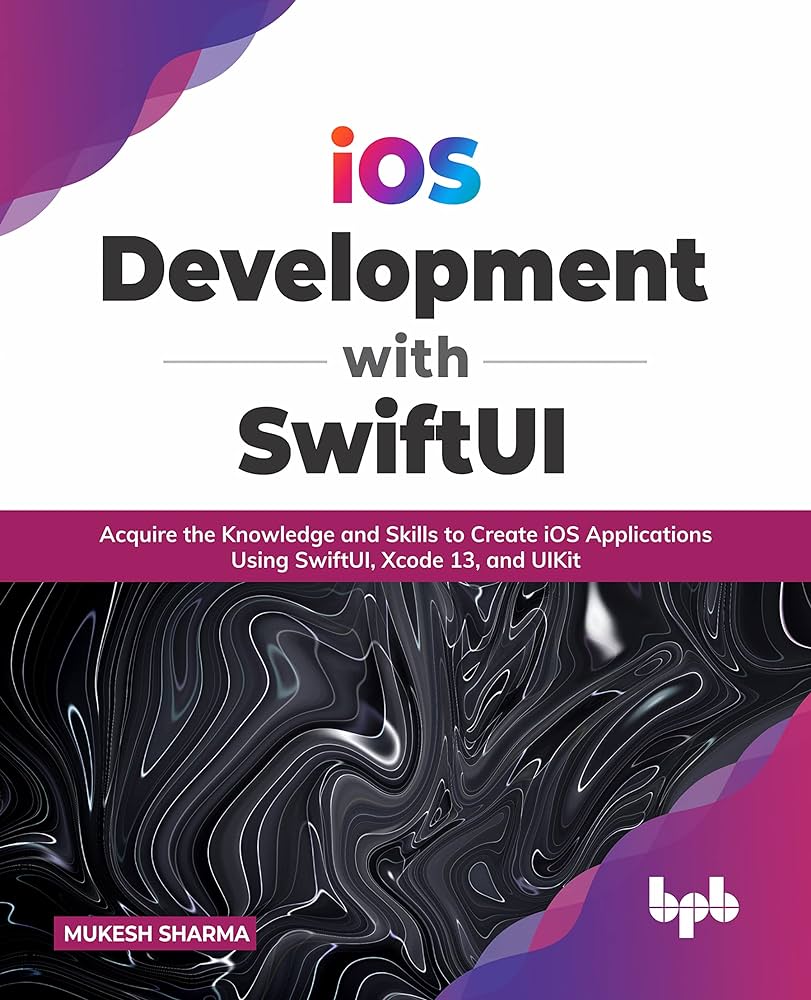 iOS
Development
with
SwiftUI
Acquire the Knowledge and Skills to Create iOS Applications
Using SwiftUI, Xcode 13, and UIKit
MUKESH SHARMA
bpb